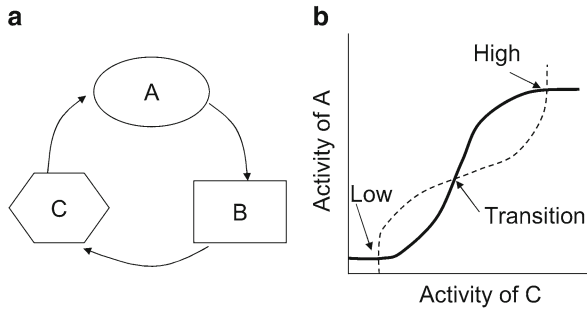 a
A
B
C
b
High
Low
Transition
Activity of A
Activity of C